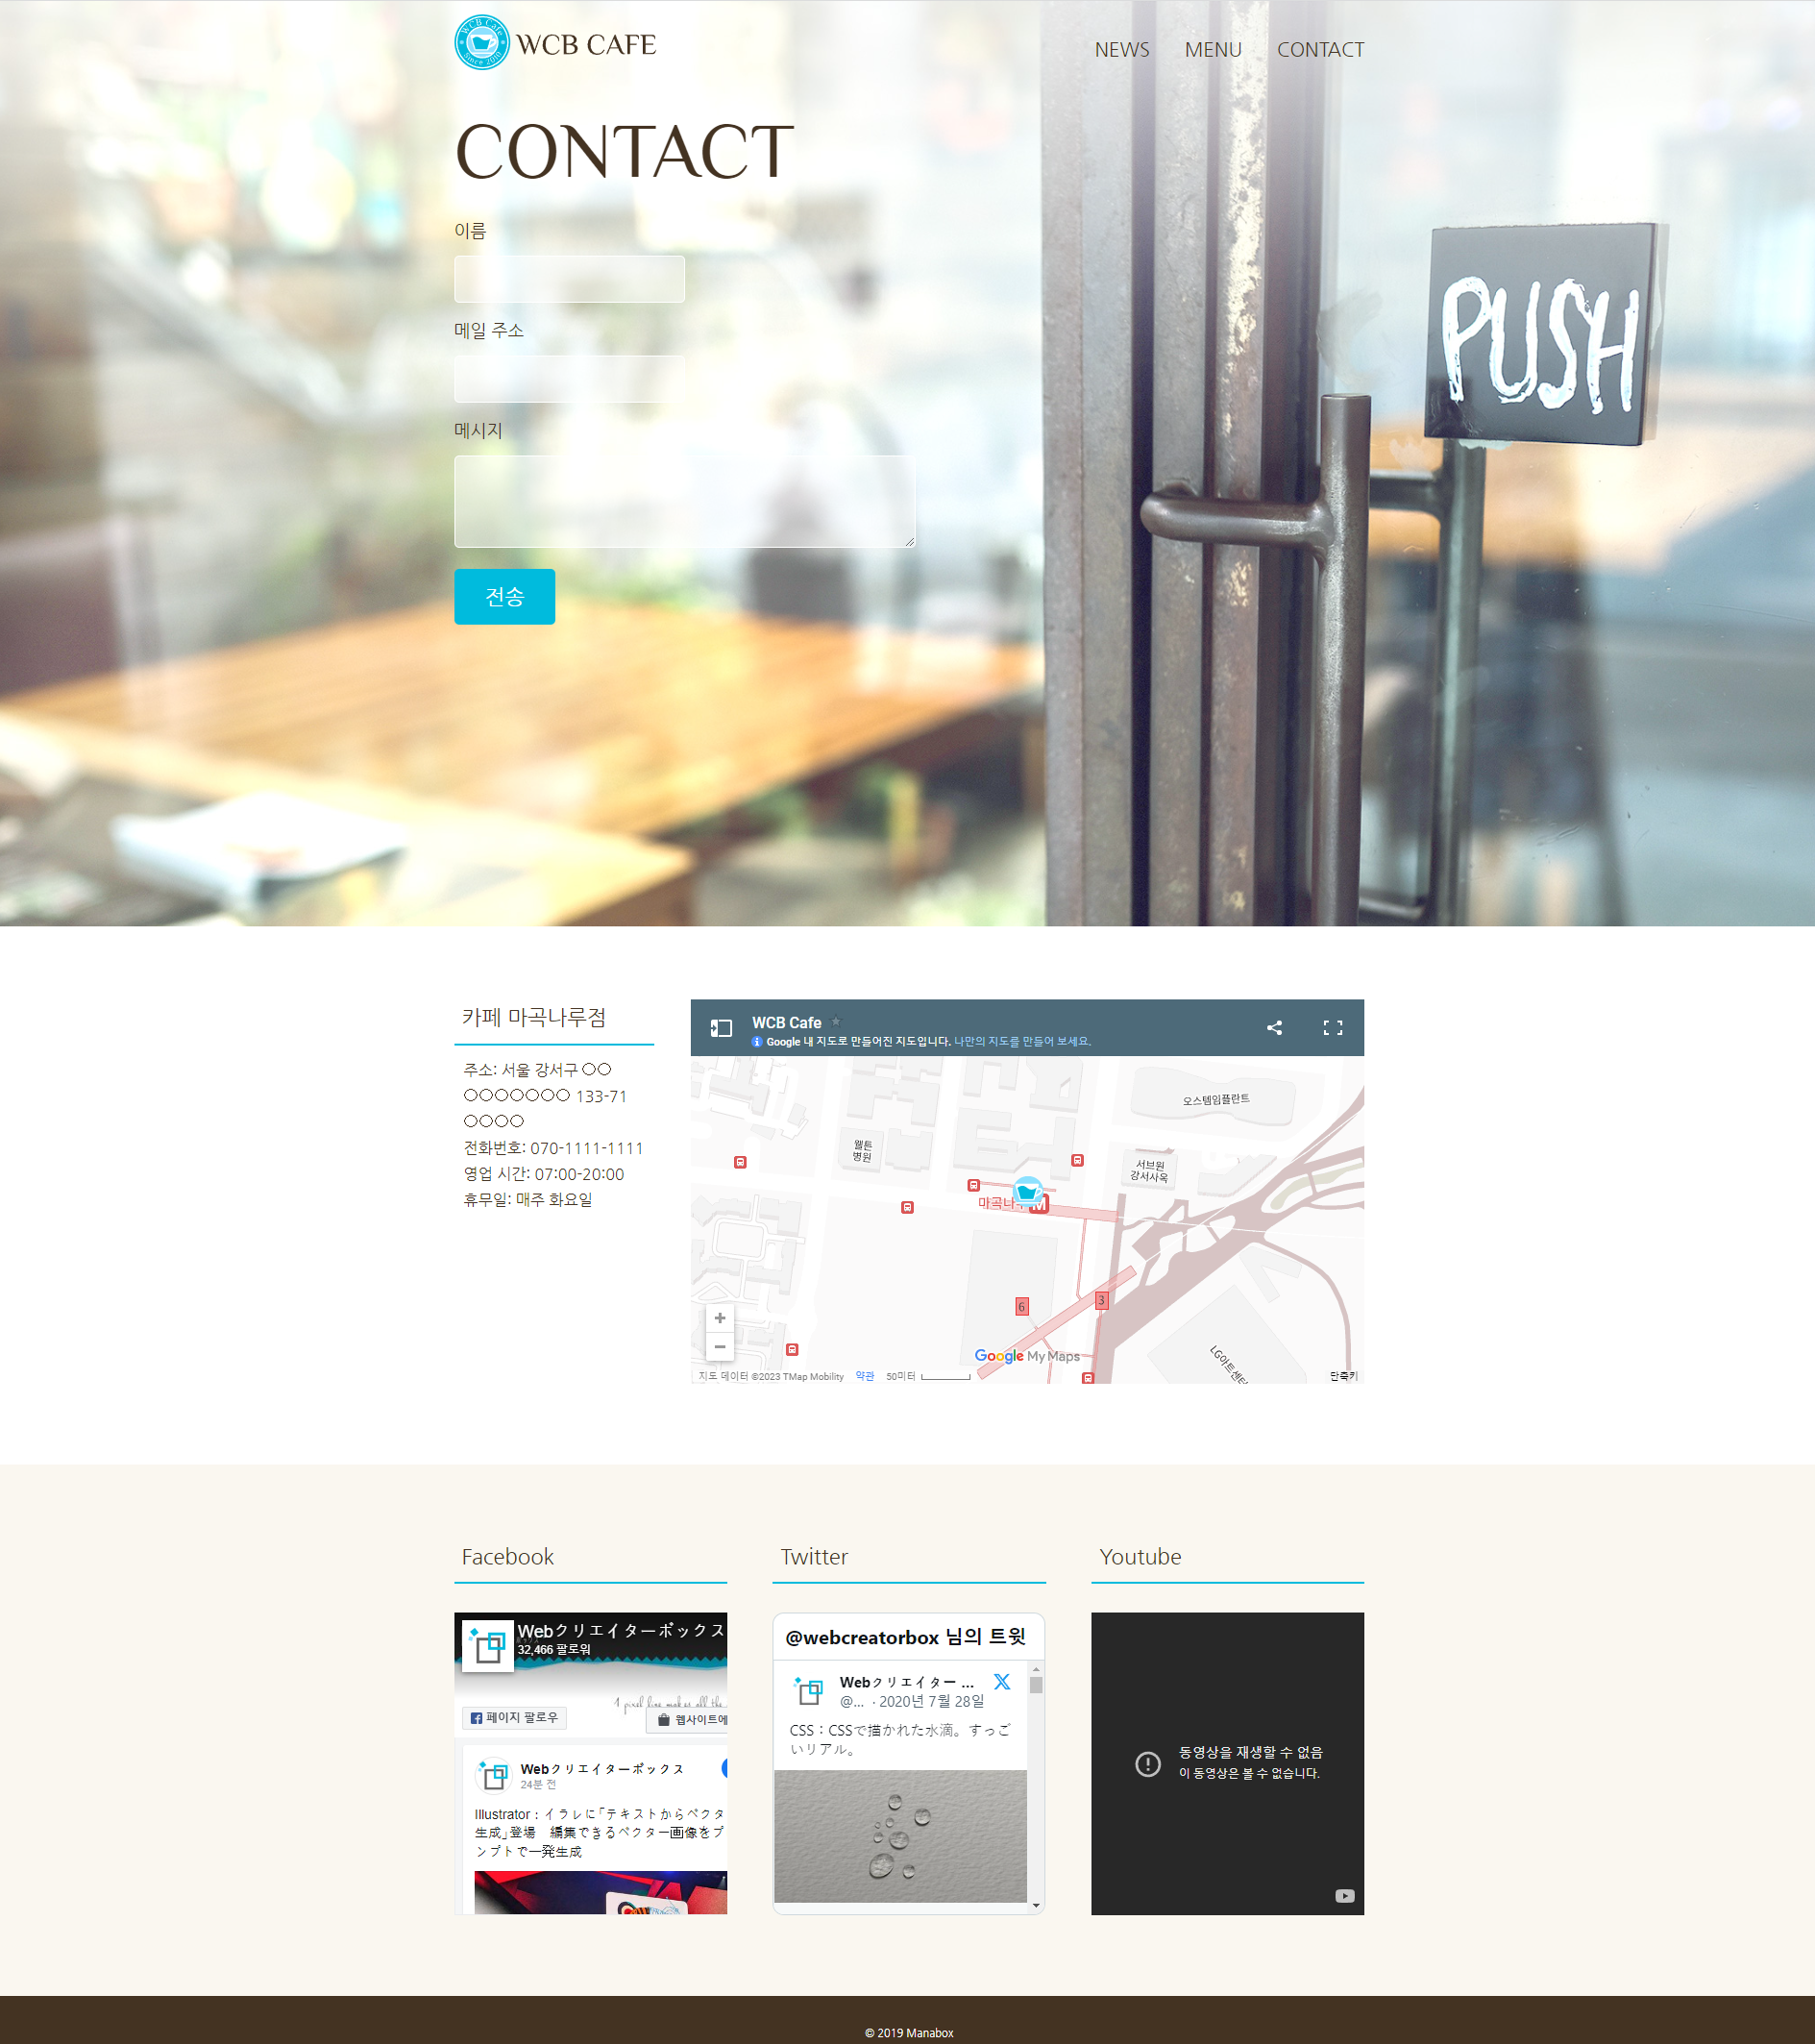 WCB Cafe
Since 2010
WCB CAFE
NEWS
MENU
CONTACT
CONTACT
이름
메일 주소
메시지
전송
PUSH
카페 마곡나루점
주소: 서울 강서구 ○○
○○○○○○○ 133-71
○○○○
전화번호: 070-1111-1111
영업 시간: 07:00-20:00
휴무일: 매주 화요일
WCB Cafe
Google 내 지도로 만들어진 지도입니다. 나만의 지도를 만들어 보세요.
오스템임플란트
웰튼
병원
서브원
강서사옥
마곡나
M
6
3
LG아트센터
Google My Maps
지도 데이터 ©2023 TMap Mobility
약관
50미터
단축키
Facebook
Webクリエイターボックス
32,466 팔로워
페이지 팔로우
웹사이트에
Webクリエイターボックス
24분 전
Illustrator : イラレに「テキストからベクタ
生成」登場　編集できるベクター画像をプ
ンプトで一発生成
Twitter
@webcreatorbox 님의 트윗
Webクリエイター ...
@... · 2020년 7월 28일
CSS：CSSで描かれた水滴。すっご
いリアル。
Youtube
동영상을 재생할 수 없음
이 동영상은 볼 수 없습니다.
© 2019 Manabox